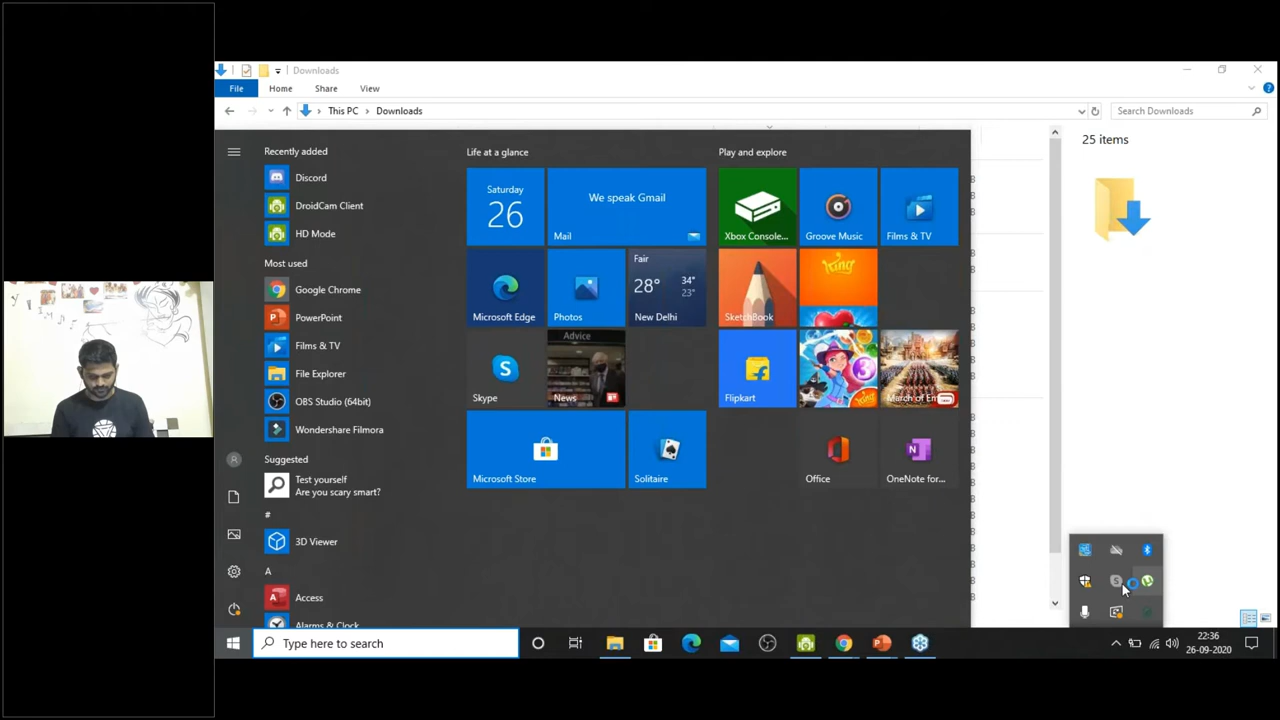 Downloads
File
Home
Share
View
This PC
Downloads
Search Downloads
25 items
Recently added
Discord
DroidCam Client
HD Mode
Most used
Google Chrome
PowerPoint
Films & TV
File Explorer
OBS Studio (64bit)
Wondershare Filmora
Suggested
Test yourself
Are you scary smart?
#
3D Viewer
A
Access
Alarms & Clock
Life at a glance
Saturday
26
We speak Gmail
Mail
Microsoft Edge
Photos
Fair
28° 34°
23°
New Delhi
Skype
Advice
News
Microsoft Store
Solitaire
Play and explore
Xbox Console...
Groove Music
Films & TV
SketchBook
King
Flipkart
King
3
March of Em
Office
OneNote for...
Type here to search
22:36
26-09-2020